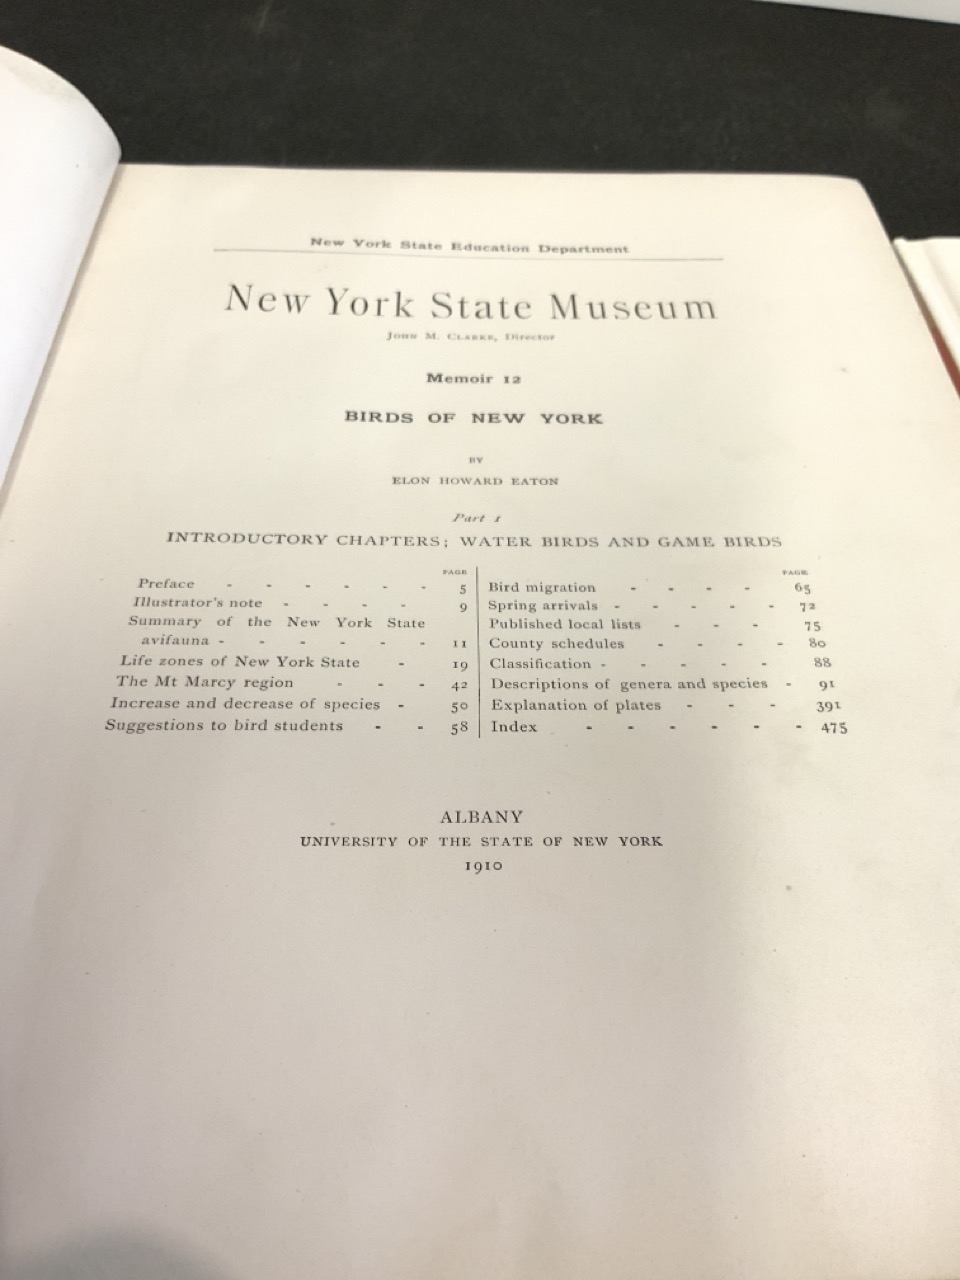 New York State Education Department
New York State Museum
John M. Clarke, Director
Memoir 12
BIRDS OF NEW YORK
BY
ELON HOWARD EATON
Part 1
INTRODUCTORY CHAPTERS; WATER BIRDS AND GAME BIRDS
PAGE
Preface - - - - - - 5
Illustrator's note - - - - 9
Summary of the New York State
avifauna - - - - - - 11
Life zones of New York State - 19
The Mt Marcy region - - - 42
Increase and decrease of species - 50
Suggestions to bird students - - 58
PAGE
Bird migration - - - - 65
Spring arrivals - - - - - 72
Published local lists - - - 75
County schedules - - - - 80
Classification - - - - - 88
Descriptions of genera and species - 91
Explanation of plates - - - 391
Index - - - - - - 475
ALBANY
UNIVERSITY OF THE STATE OF NEW YORK
1910